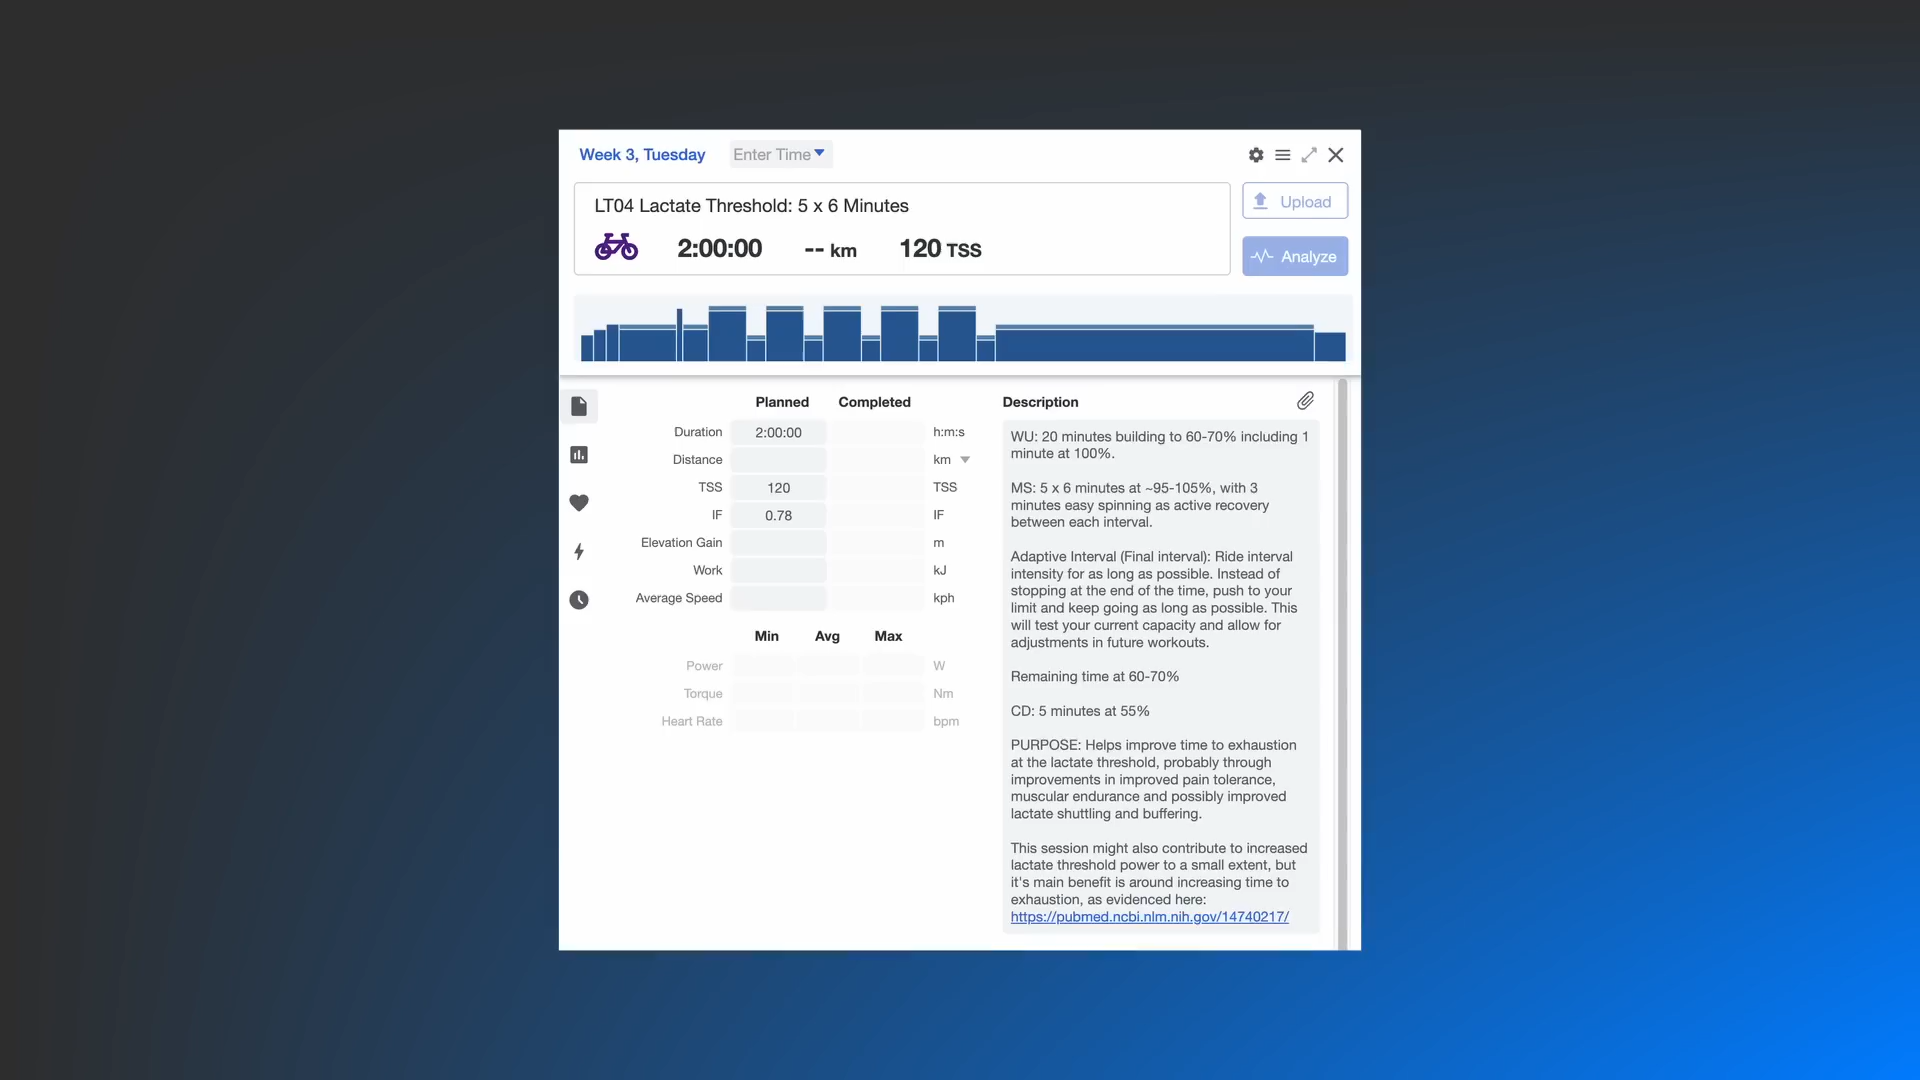 Week 3, Tuesday
Enter Time
LT04 Lactate Threshold: 5 x 6 Minutes
2:00:00 -- km 120 TSS
Upload
Analyze
Planned Completed
Duration 2:00:00 h:m:s
Distance km
TSS 120 TSS
IF 0.78 IF
Elevation Gain m
Work kJ
Average Speed kph
Min Avg Max
Power W
Torque Nm
Heart Rate bpm
Description
WU: 20 minutes building to 60-70% including 1
minute at 100%.
MS: 5 x 6 minutes at ~95-105%, with 3
minutes easy spinning as active recovery
between each interval.
Adaptive Interval (Final interval): Ride interval
intensity for as long as possible. Instead of
stopping at the end of the time, push to your
limit and keep going as long as possible. This
will test your current capacity and allow for
adjustments in future workouts.
Remaining time at 60-70%
CD: 5 minutes at 55%
PURPOSE: Helps improve time to exhaustion
at the lactate threshold, probably through
improvements in improved pain tolerance,
muscular endurance and possibly improved
lactate shuttling and buffering.
This session might also contribute to increased
lactate threshold power to a small extent, but
it's main benefit is around increasing time to
exhaustion, as evidenced here:
https://pubmed.ncbi.nlm.nih.gov/14740217/